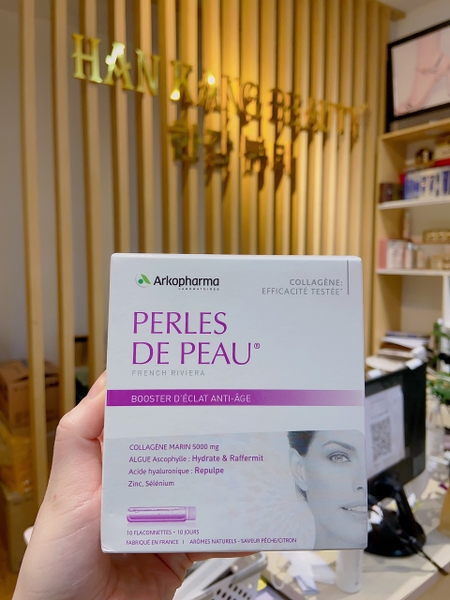 HAN KANG BEAUTY
Arkopharma
LABORATOIRES
COLLAGÈNE:
EFFICACITÉ TESTÉE
PERLES
DE PEAU®
FRENCH RIVIERA
BOOSTER D'ÉCLAT ANTI-ÂGE
COLLAGÈNE MARIN 5000 mg
ALGUE Ascophylle : Hydrate & Raffermit
Acide hyaluronique : Repulpe
Zinc, Sélénium
10 FLACONNETTES • 10 JOURS
FABRIQUÉ EN FRANCE | ARÔMES NATURELS - SAVEUR PÊCHE/CITRON